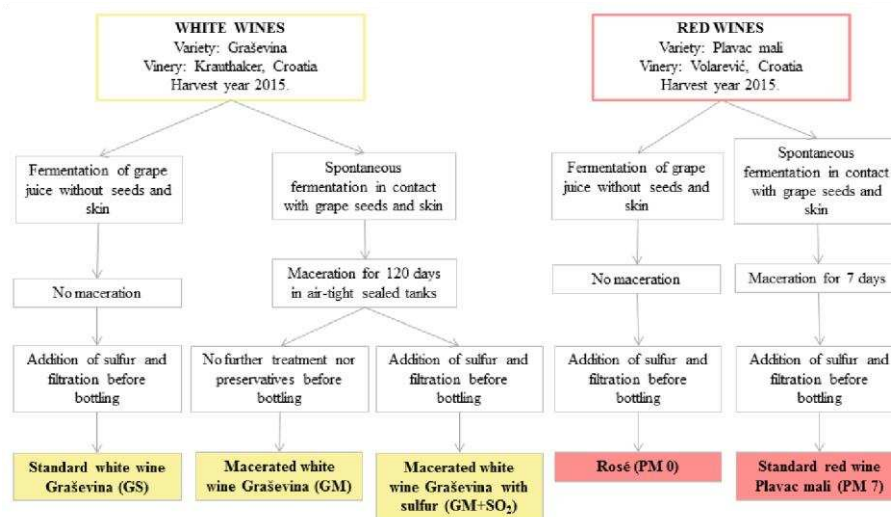 WHITE WINES
Variety: Graševina
Vinery: Krauthaker, Croatia
Harvest year 2015.
RED WINES
Variety: Plavac mali
Vinery: Volarević, Croatia
Harvest year 2015.
Fermentation of grape
juice without seeds and
skin
Spontaneous
fermentation in contact
with grape seeds and skin
Fermentation of grape
juice without seeds and
skin
Spontaneous
fermentation in contact
with grape seeds and
skin
No maceration
Maceration for 120 days
in air-tight sealed tanks
No maceration
Maceration for 7 days
Addition of sulfur and
filtration before
bottling
No further treatment nor
preservatives before
bottling
Addition of sulfur and
filtration before
bottling
Addition of sulfur and
filtration before
bottling
Addition of sulfur and
filtration before
bottling
Standard white wine
Graševina (GS)
Macerated white
wine Graševina (GM)
Macerated white
wine Graševina with
sulfur (GM+SO₂)
Rosé (PM 0)
Standard red wine
Plavac mali (PM 7)